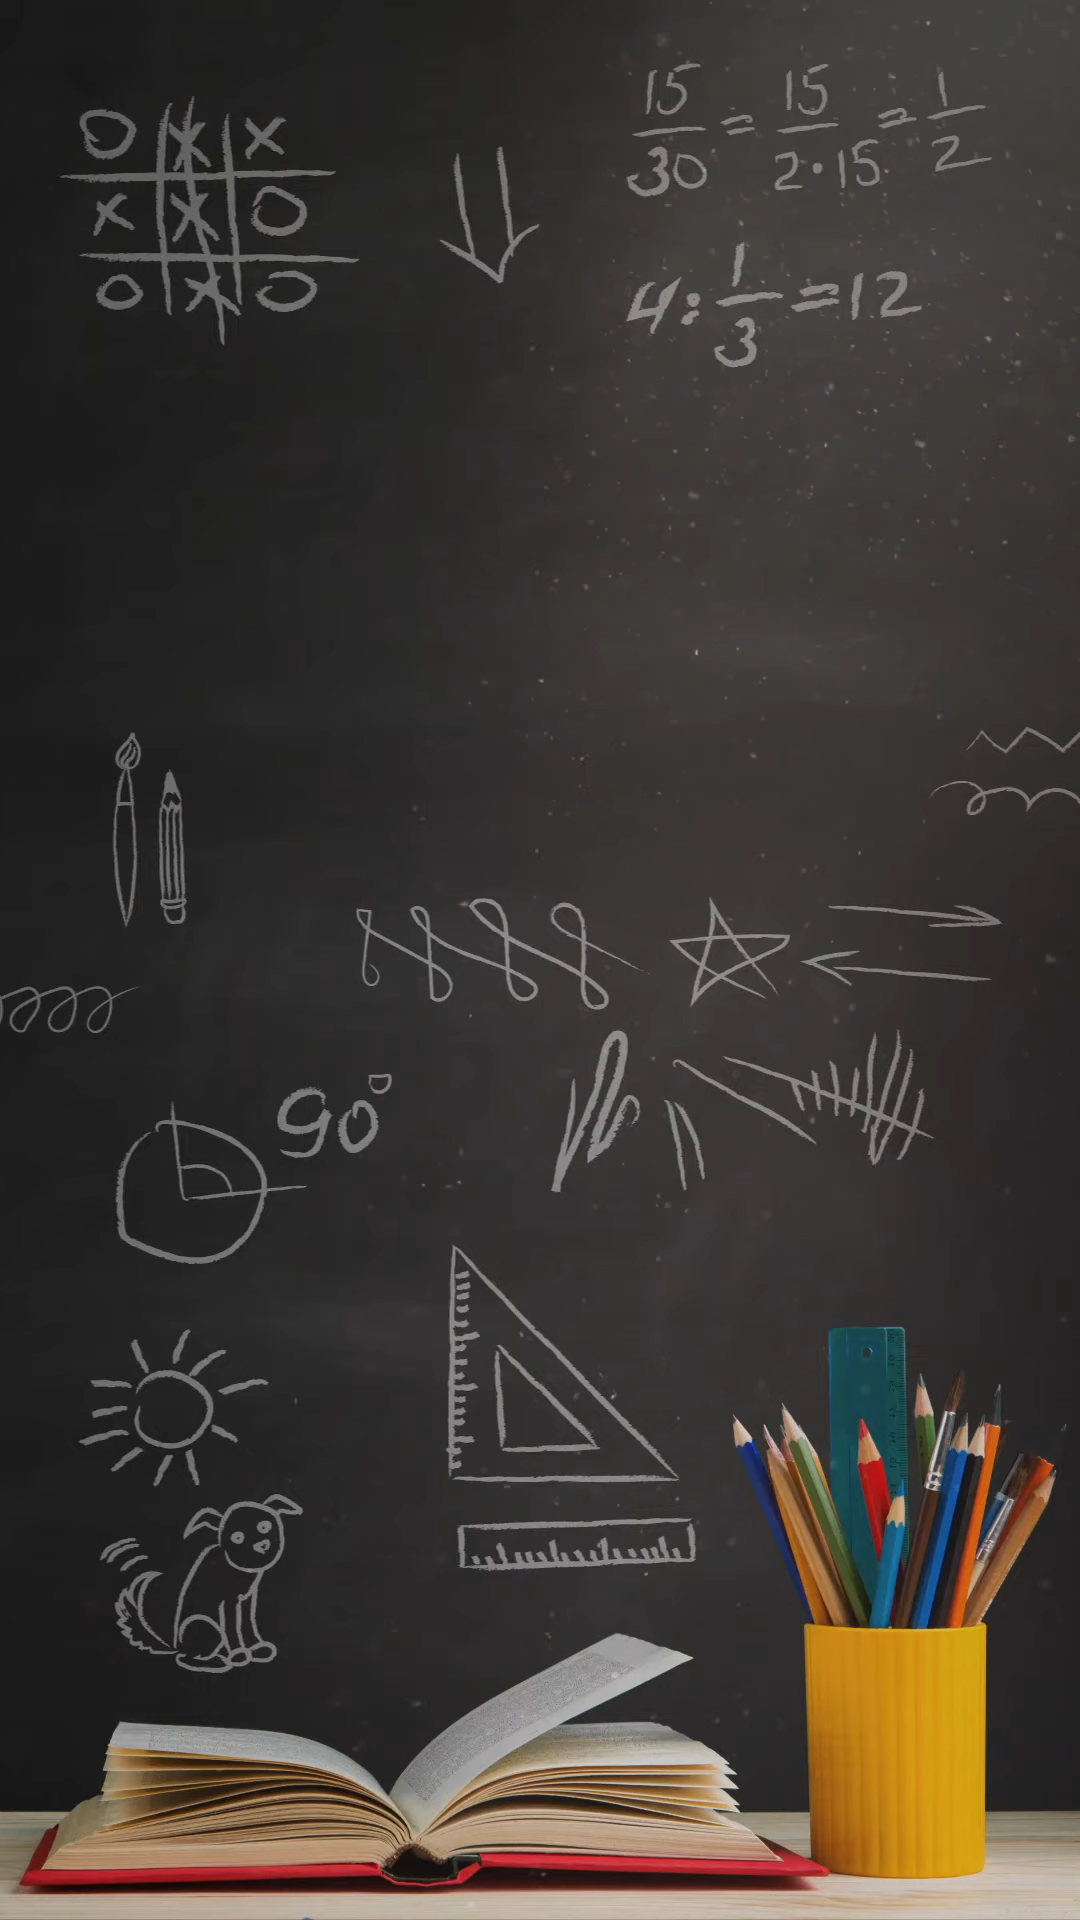 O X X
X X O
O X O
15/30 = 15/2·15 = 1/2
4 : 1/3 = 12
90°